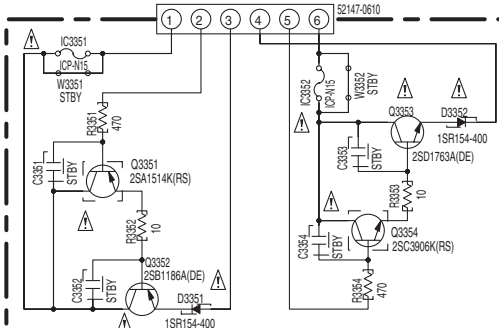 52147-0610
1 2 3 4 5 6
IC3351
ICP-N15
W3351
STBY
R3351
470
C3351
STBY
Q3351
2SA1514K(RS)
R3352
10
Q3352
2SB1186A(DE)
C3352
STBY
D3351
1SR154-400
IC3352
ICP-N15
W3352
STBY
Q3353
2SD1763A(DE)
D3352
1SR154-400
C3353
STBY
R3353
10
Q3354
2SC3906K(RS)
C3354
STBY
R3354
470